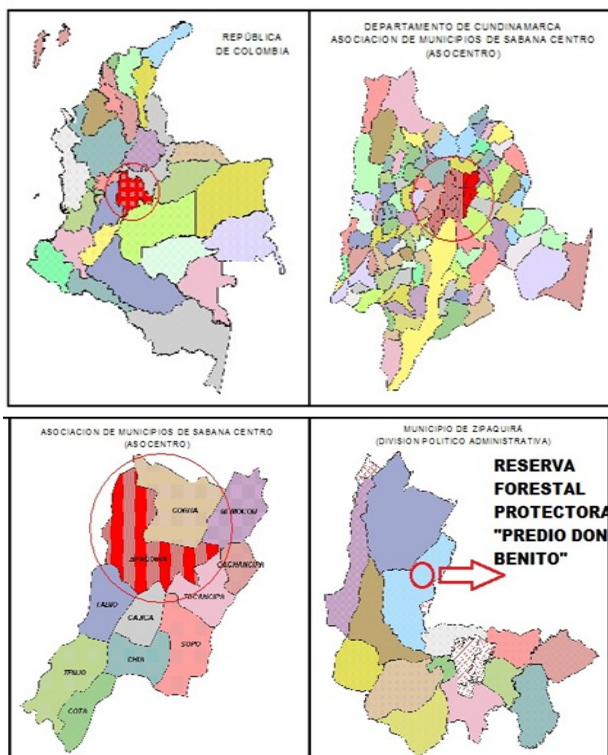 REPÚBLICA
DE COLOMBIA
DEPARTAMENTO DE CUNDINAMARCA
ASOCIACION DE MUNICIPIOS DE SABANA CENTRO
(ASOCENTRO)
ASOCIACION DE MUNICIPIOS DE SABANA CENTRO
(ASOCENTRO)
COGUA
NEMOCON
ZIPAQUIRA
GACHANCIPA
TOCANCIPA
TABIO
CAJICA
SOPO
CHIA
TENJO
COTA
MUNICIPIO DE ZIPAQUIRÁ
(DIVISION POLITICO ADMINISTRATIVA)
RESERVA
FORESTAL
PROTECTORA
"PREDIO DON
BENITO"